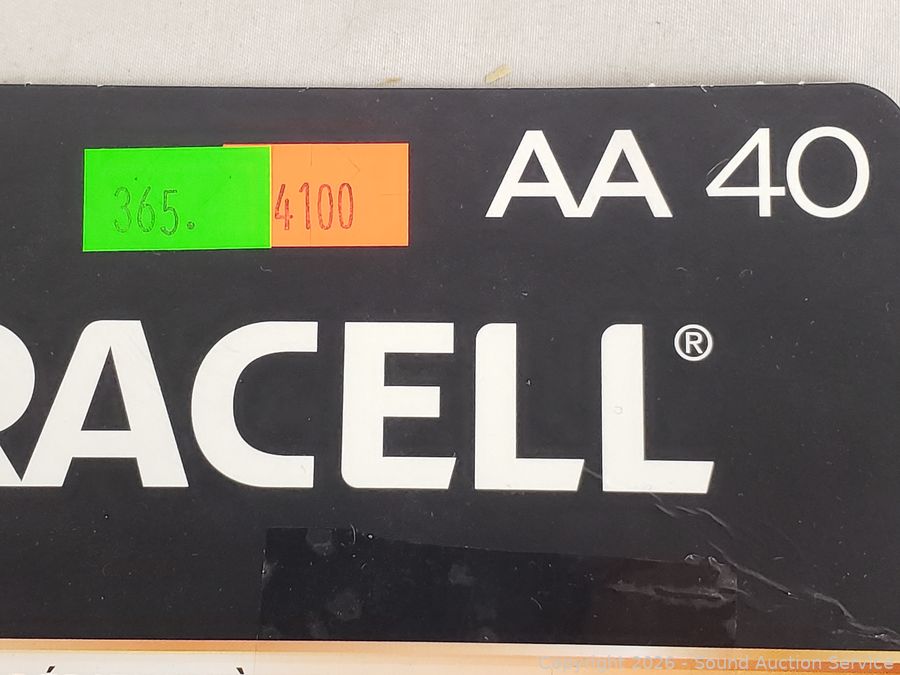 AA 40
365. 4100
RACELL®
Copyright 2026 - Sound Auction Service